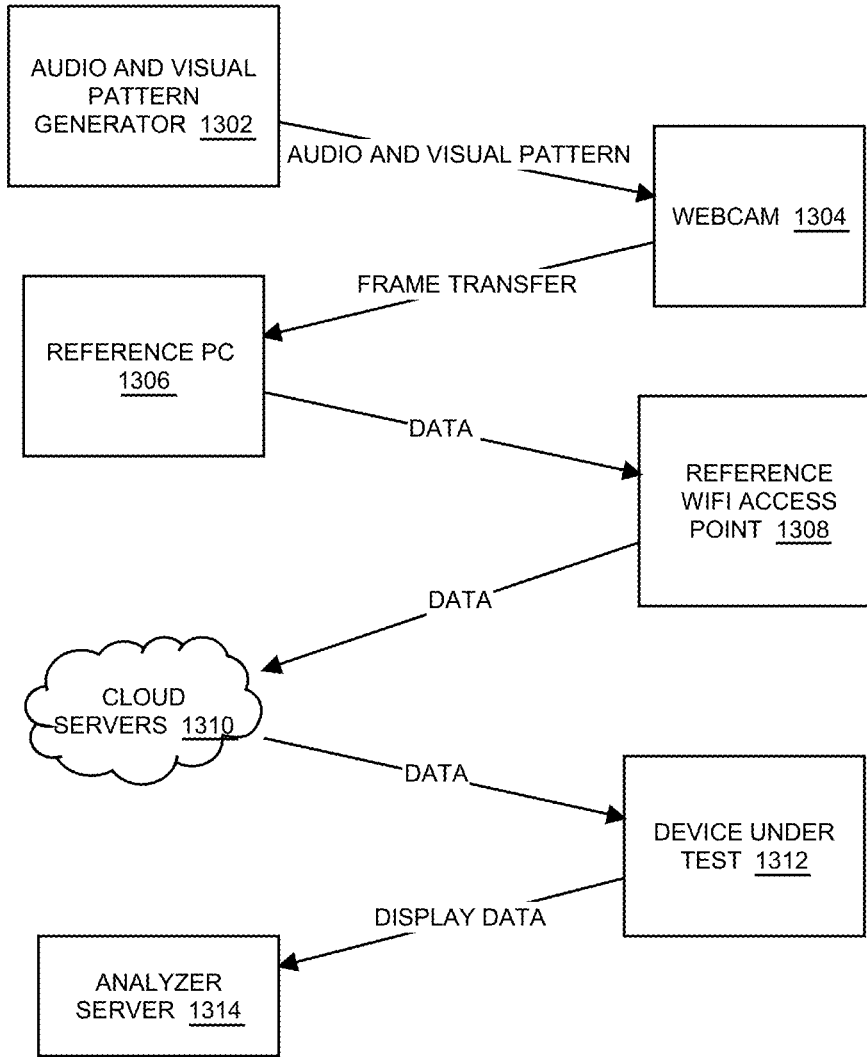 AUDIO AND VISUAL
PATTERN
GENERATOR 1302
AUDIO AND VISUAL PATTERN
WEBCAM 1304
FRAME TRANSFER
REFERENCE PC
1306
DATA
REFERENCE
WIFI ACCESS
POINT 1308
DATA
CLOUD
SERVERS 1310
DATA
DEVICE UNDER
TEST 1312
DISPLAY DATA
ANALYZER
SERVER 1314